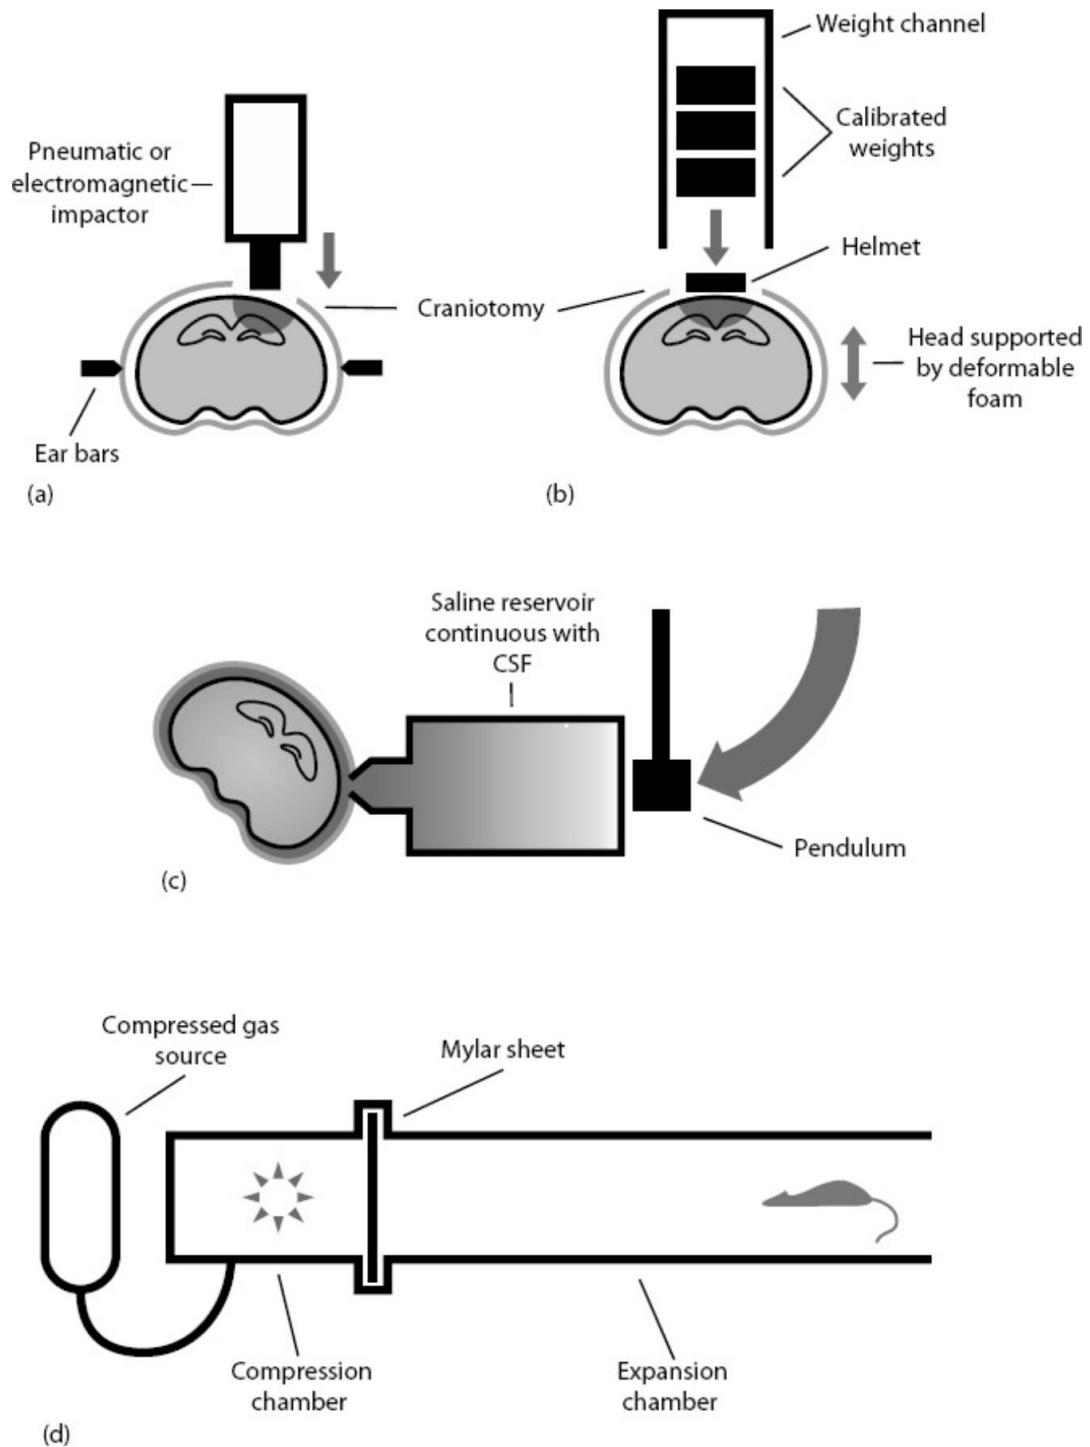 Weight channel
Pneumatic or
electromagnetic
impactor
Calibrated
weights
Helmet
Craniotomy
Head supported
by deformable
foam
Ear bars
(a)
(b)
Saline reservoir
continuous with
CSF
Pendulum
(c)
Compressed gas
source
Mylar sheet
Compression
chamber
Expansion
chamber
(d)